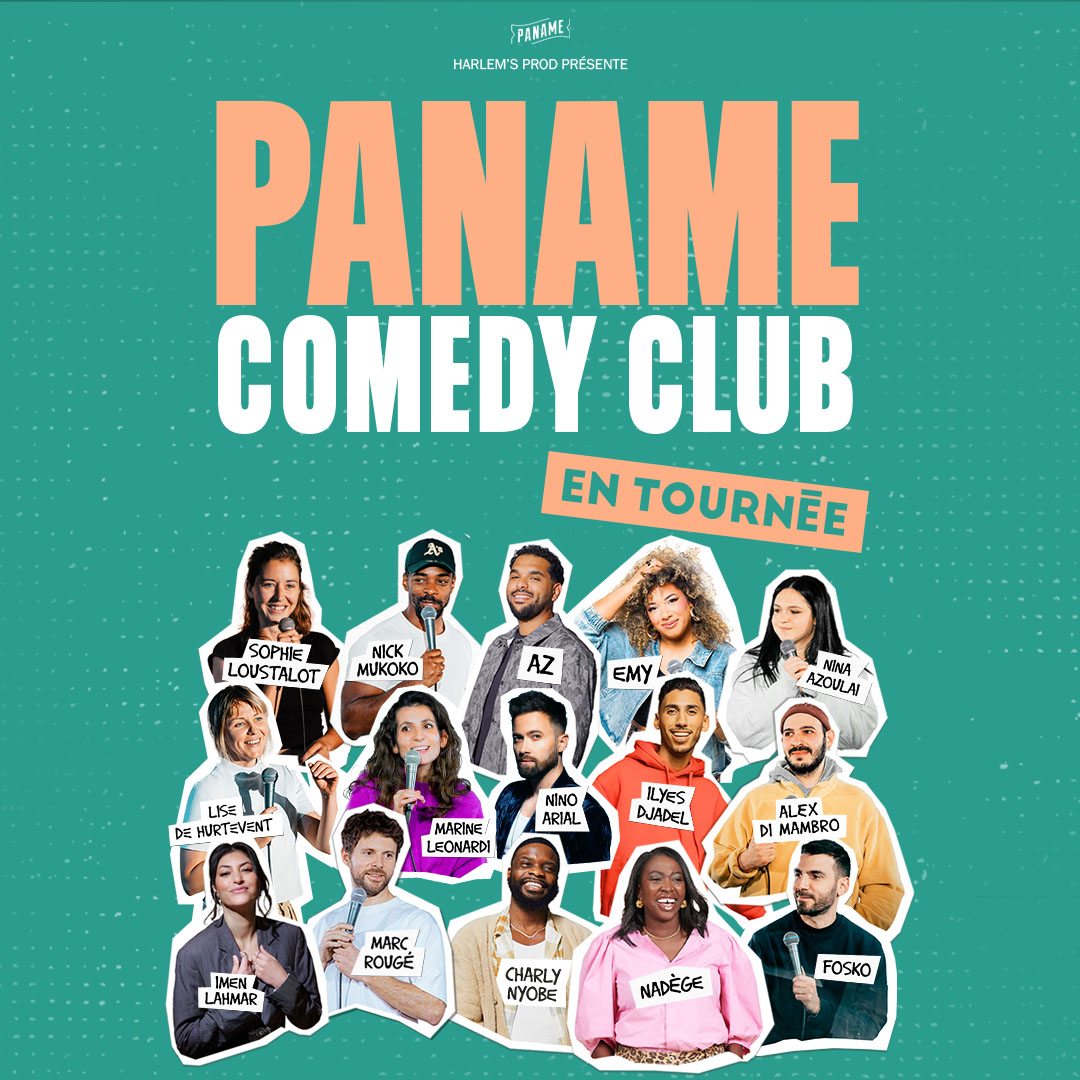 PANAME
HARLEM'S PROD PRÉSENTE
PANAME
COMEDY CLUB
EN TOURNÉE
SOPHIE
LOUSTALOT
NICK
MUKOKO
AZ
EMY
NINA
AZOULAI
LISE
DE HURTEVENT
MARINE
LEONARDI
NINO
ARIAL
ILYES
DJADEL
ALEX
DI MAMBRO
IMEN
LAHMAR
MARC
ROUGÉ
CHARLY
NYOBE
NADÈGE
FOSKO